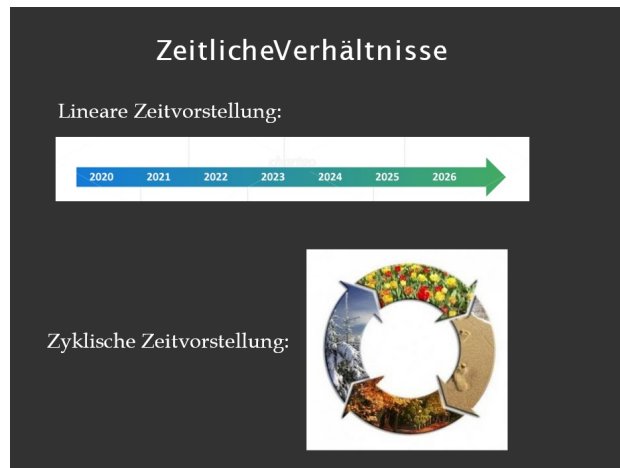 ZeitlicheVerhältnisse
Lineare Zeitvorstellung:
2020 2021 2022 2023 2024 2025 2026
Zyklische Zeitvorstellung: